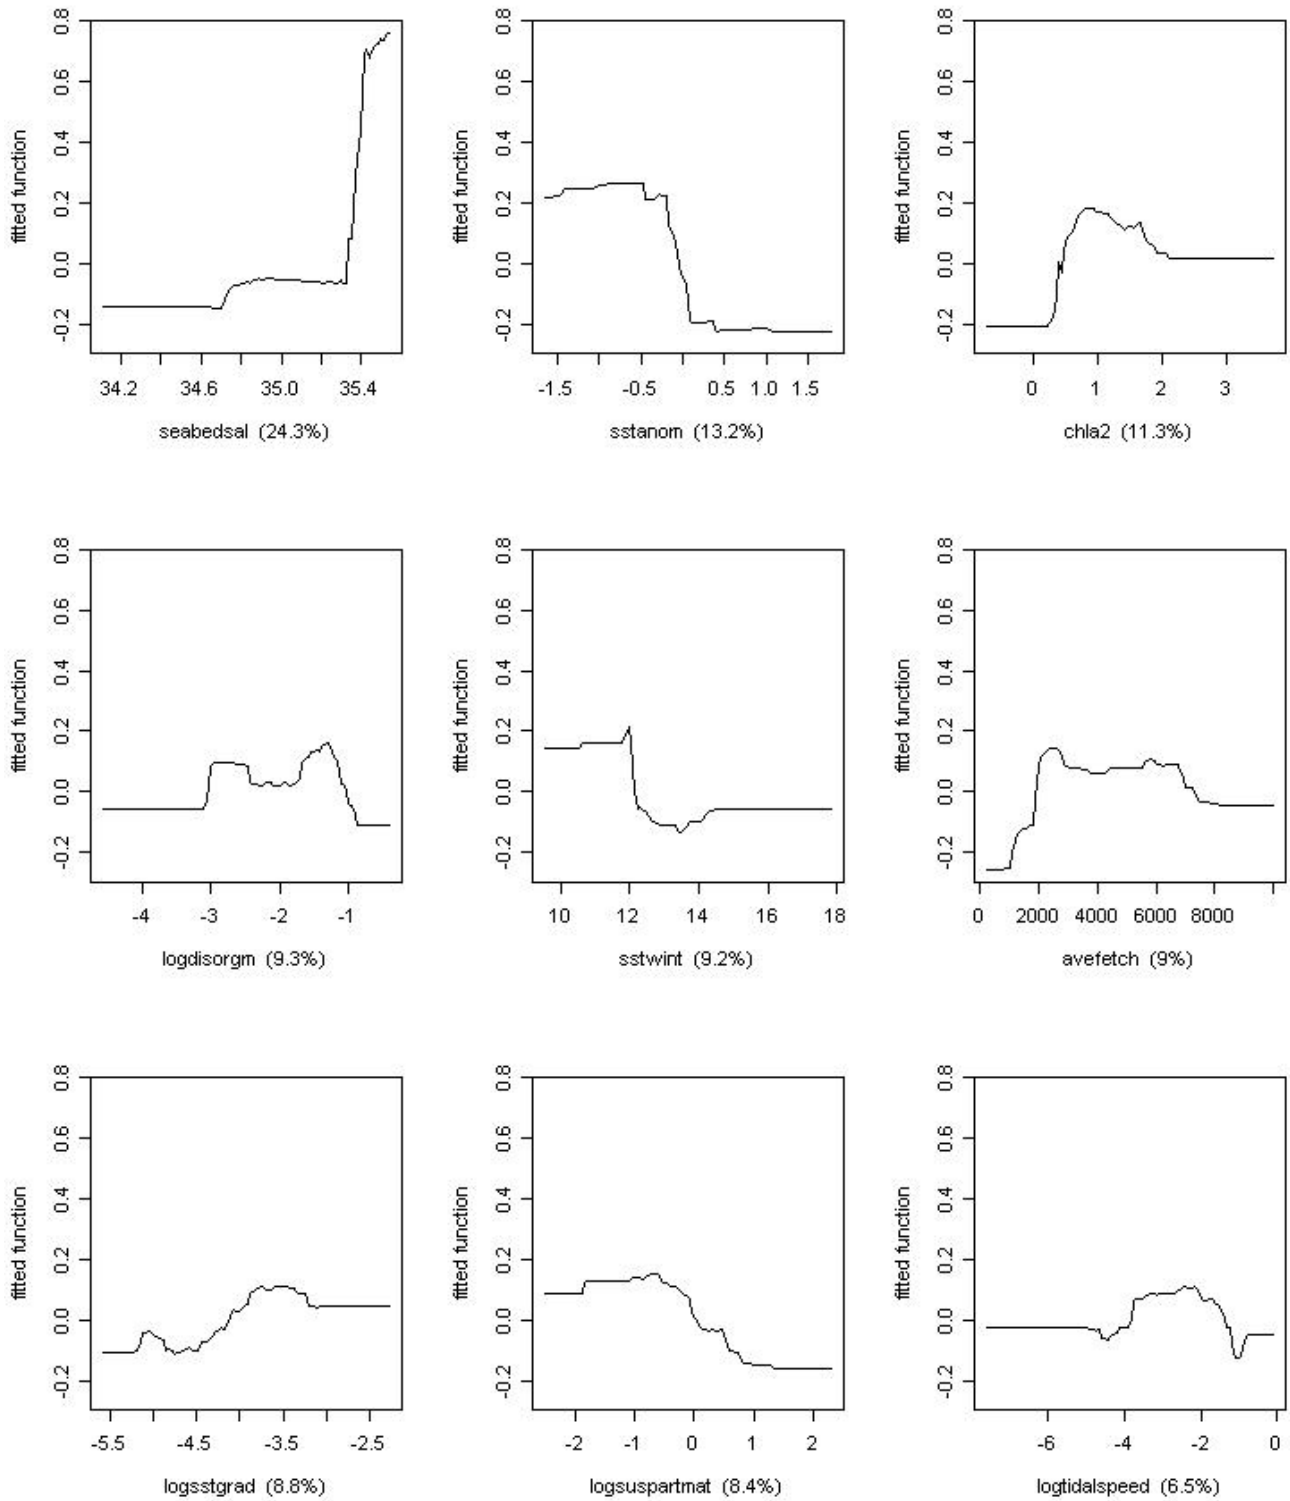 0.8
0.6
0.4
0.2
0.0
-0.2
fitted function
34.2 34.6 35.0 35.4
seabedsal (24.3%)
0.8
0.6
0.4
0.2
0.0
-0.2
fitted function
-1.5 -0.5 0.5 1.0 1.5
sstanom (13.2%)
0.8
0.6
0.4
0.2
0.0
-0.2
fitted function
0 1 2 3
chla2 (11.3%)
0.8
0.6
0.4
0.2
0.0
-0.2
fitted function
-4 -3 -2 -1
logdisorgm (9.3%)
0.8
0.6
0.4
0.2
0.0
-0.2
fitted function
10 12 14 16 18
sstwint (9.2%)
0.8
0.6
0.4
0.2
0.0
-0.2
fitted function
0 2000 4000 6000 8000
avefetch (9%)
0.8
0.6
0.4
0.2
0.0
-0.2
fitted function
-5.5 -4.5 -3.5 -2.5
logsstgrad (8.8%)
0.8
0.6
0.4
0.2
0.0
-0.2
fitted function
-2 -1 0 1 2
logsuspartmat (8.4%)
0.8
0.6
0.4
0.2
0.0
-0.2
fitted function
-6 -4 -2 0
logtidalspeed (6.5%)